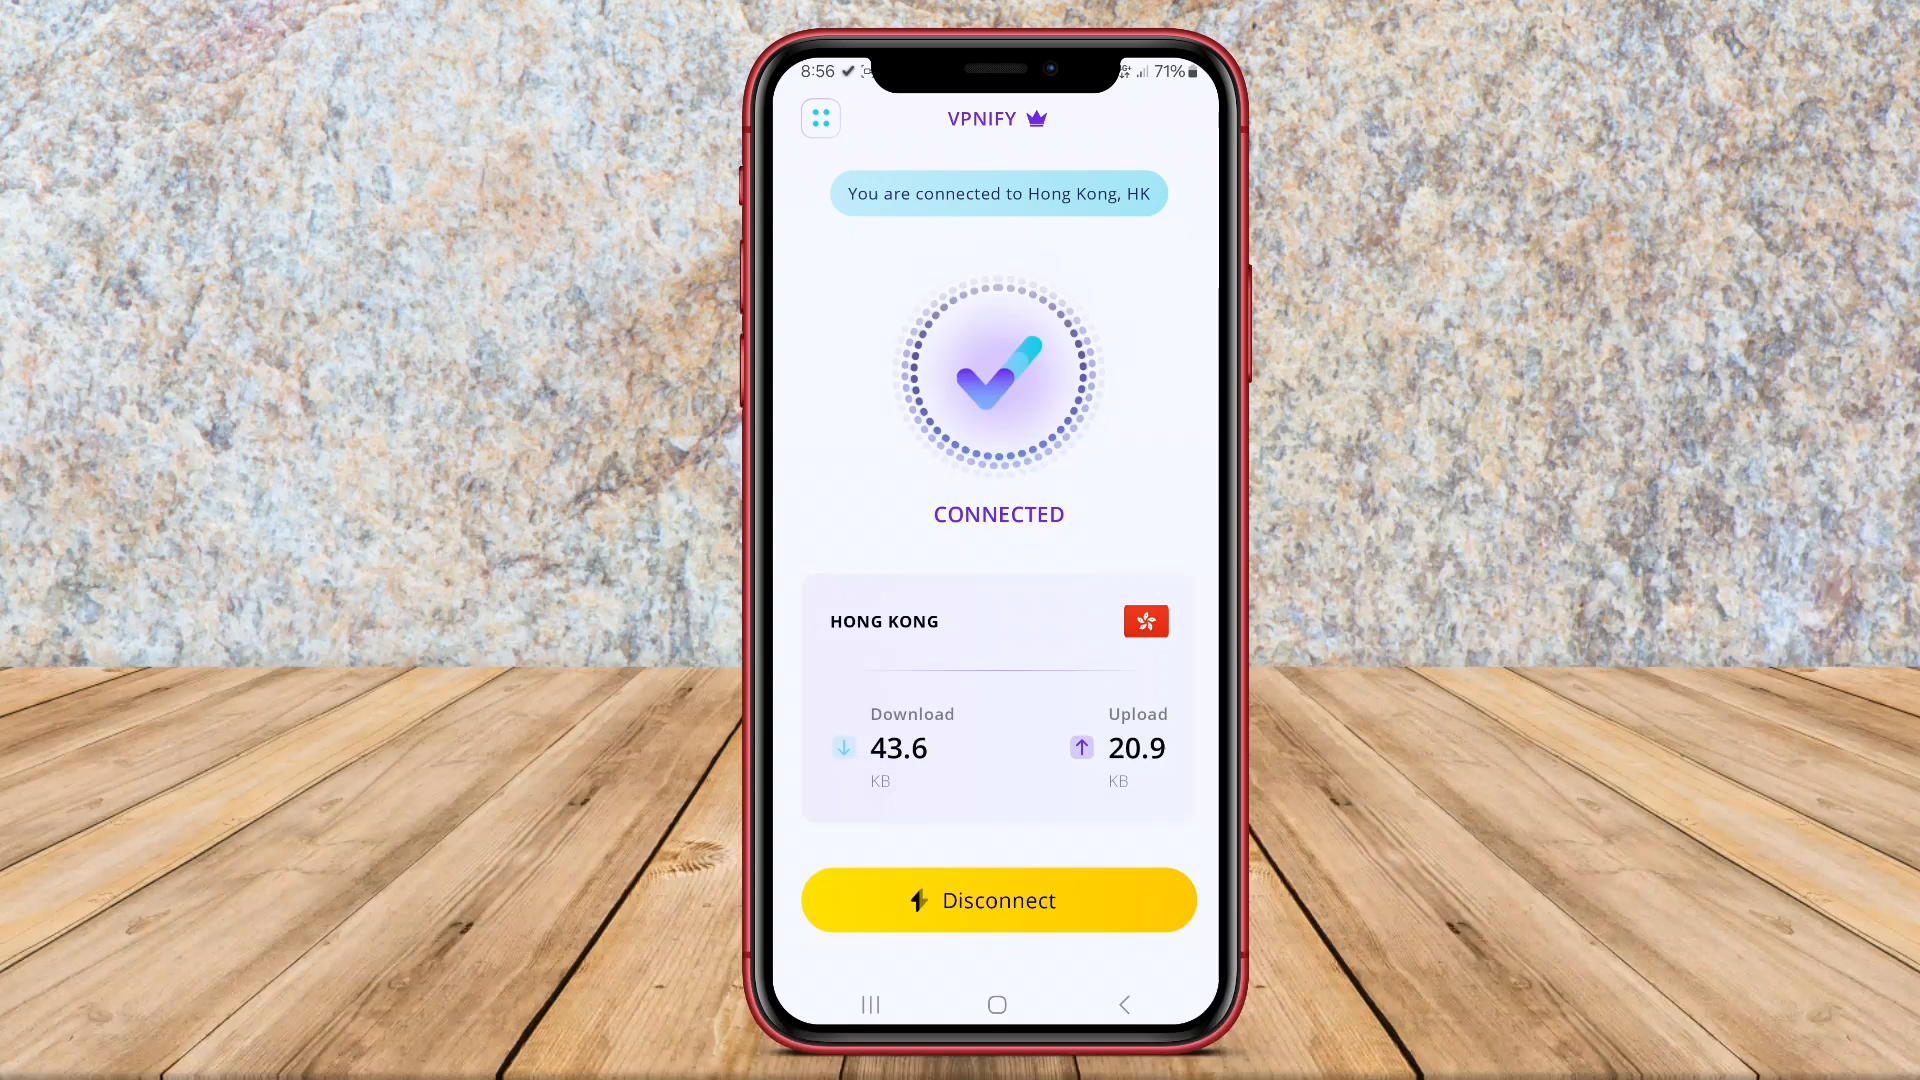 8:56
71%
VPNIFY
You are connected to Hong Kong, HK
CONNECTED
HONG KONG
Download
Upload
43.6
20.9
KB
KB
Disconnect